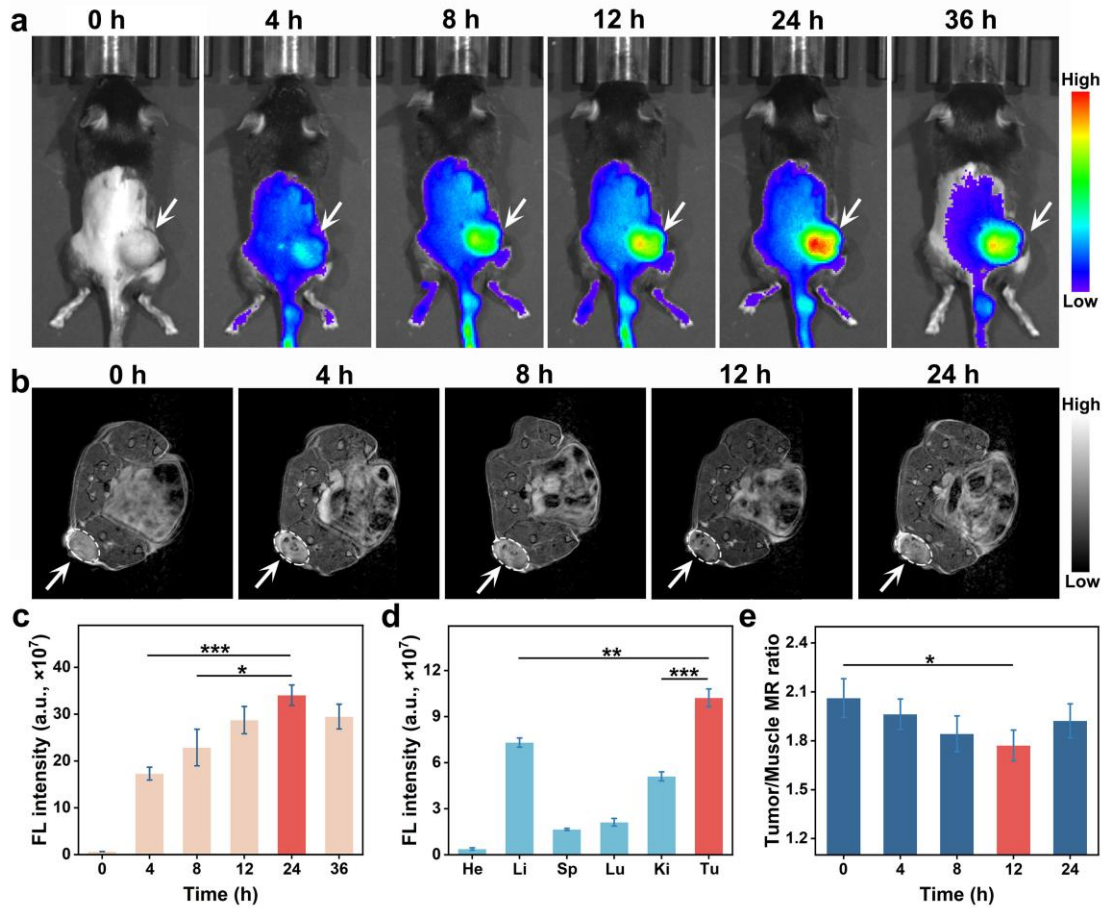 a
0 h 4 h 8 h 12 h 24 h 36 h
High
Low
b
0 h 4 h 8 h 12 h 24 h
High
Low
c
FL intensity (a.u., ×10⁷)
40
30
20
10
0
***
*
0 4 8 12 24 36
Time (h)
d
FL intensity (a.u., ×10⁷)
12
9
6
3
0
**
***
He Li Sp Lu Ki Tu
e
Tumor/Muscle MR ratio
2.4
2.1
1.8
1.5
1.2
*
0 4 8 12 24
Time (h)